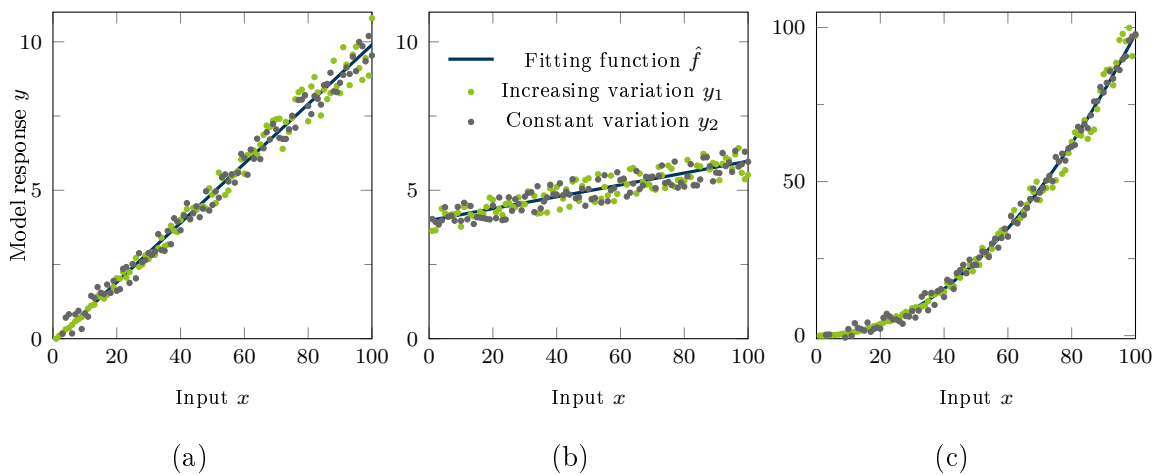 10
5
0
0 20 40 60 80 100
Model response y
Input x
(a)
10
5
0
0 20 40 60 80 100
Fitting function f̂
Increasing variation y₁
Constant variation y₂
Input x
(b)
100
50
0
0 20 40 60 80 100
Input x
(c)